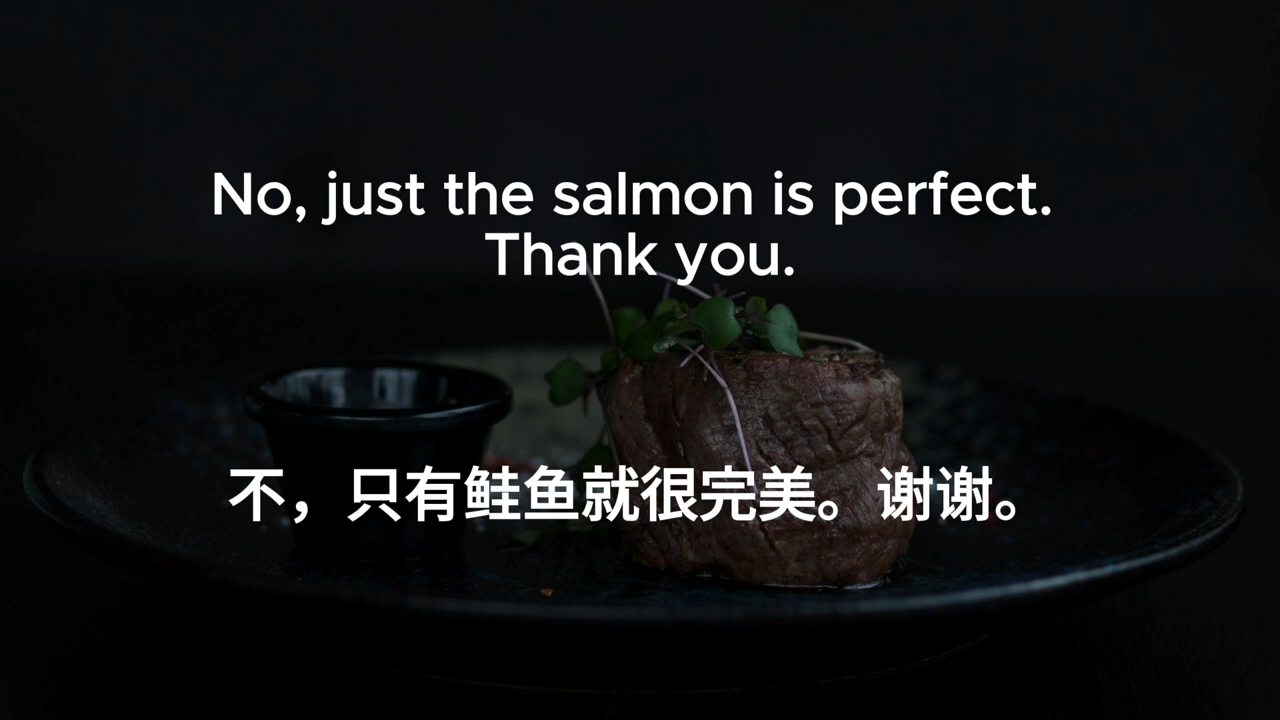 No, just the salmon is perfect.
Thank you.
不，只有鲑鱼就很完美。谢谢。